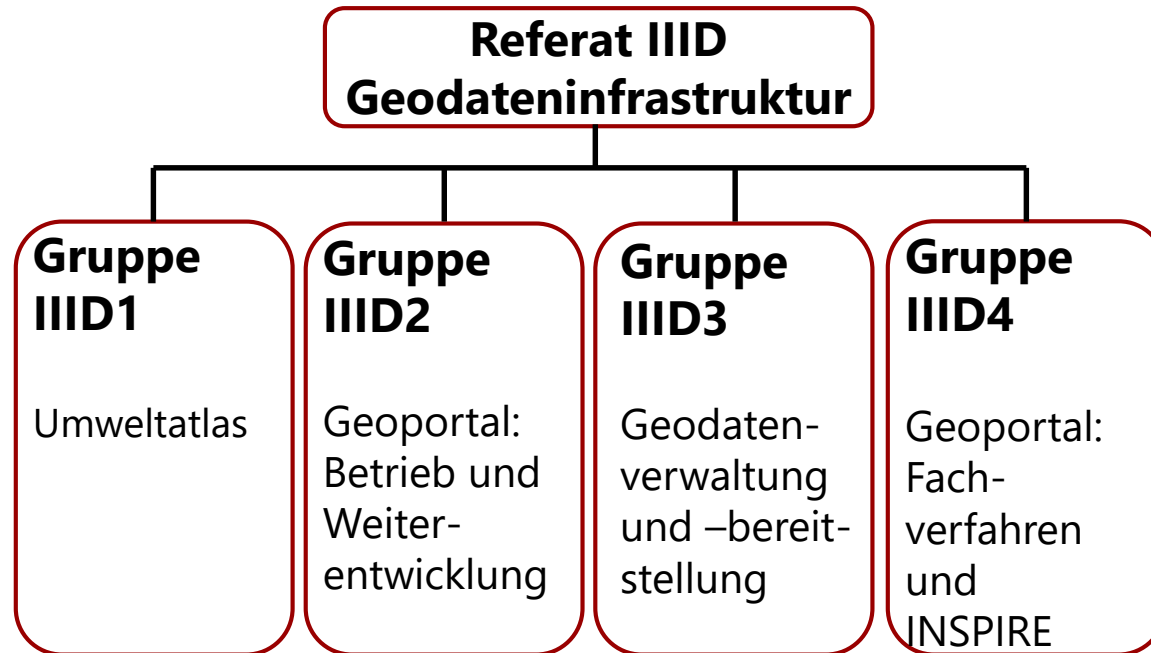 Referat IIID
Geodateninfrastruktur
Gruppe
IIID1
Umweltatlas
Gruppe
IIID2
Geoportal:
Betrieb und
Weiter-
entwicklung
Gruppe
IIID3
Geodaten-
verwaltung
und –bereit-
stellung
Gruppe
IIID4
Geoportal:
Fach-
verfahren
und
INSPIRE